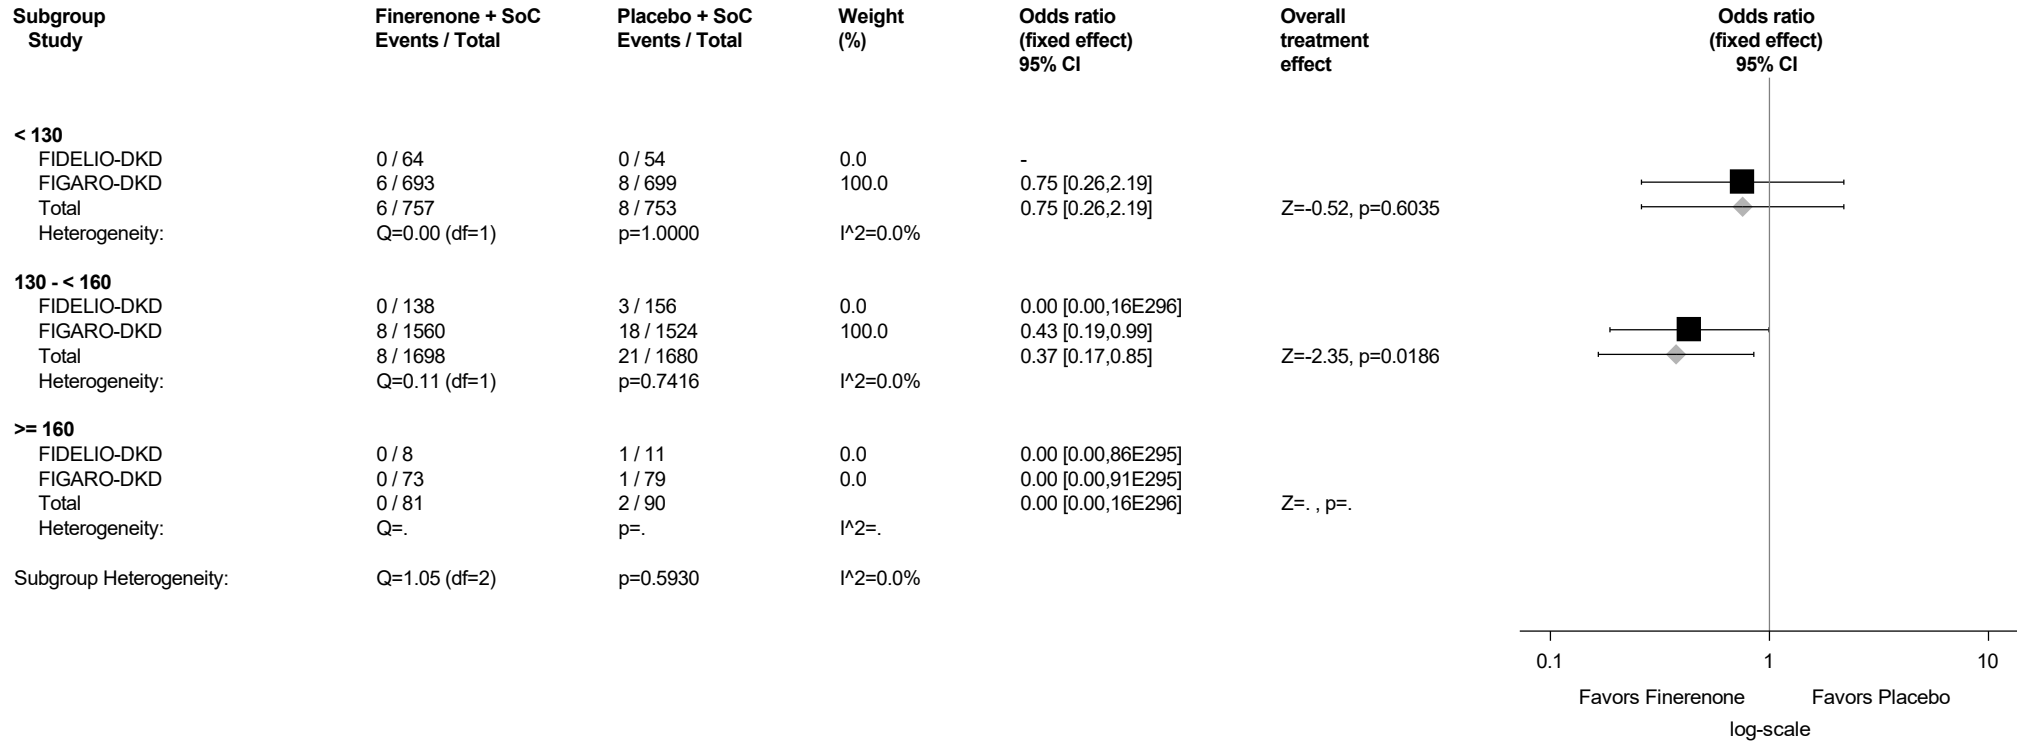 Subgroup Finerenone + SoC Placebo + SoC Weight Odds ratio Overall Odds ratio
Study Events / Total Events / Total (%) (fixed effect) treatment (fixed effect)
95% CI effect 95% CI
< 130
FIDELIO-DKD 0 / 64 0 / 54 0.0 -
FIGARO-DKD 6 / 693 8 / 699 100.0 0.75 [0.26,2.19]
Total 6 / 757 8 / 753 0.75 [0.26,2.19] Z=-0.52, p=0.6035
Heterogeneity: Q=0.00 (df=1) p=1.0000 I^2=0.0%
130 - < 160
FIDELIO-DKD 0 / 138 3 / 156 0.0 0.00 [0.00,16E296]
FIGARO-DKD 8 / 1560 18 / 1524 100.0 0.43 [0.19,0.99]
Total 8 / 1698 21 / 1680 0.37 [0.17,0.85] Z=-2.35, p=0.0186
Heterogeneity: Q=0.11 (df=1) p=0.7416 I^2=0.0%
>= 160
FIDELIO-DKD 0 / 8 1 / 11 0.0 0.00 [0.00,86E295]
FIGARO-DKD 0 / 73 1 / 79 0.0 0.00 [0.00,91E295]
Total 0 / 81 2 / 90 0.00 [0.00,16E296] Z=. , p=.
Heterogeneity: Q=. p=. I^2=.
Subgroup Heterogeneity: Q=1.05 (df=2) p=0.5930 I^2=0.0%
0.1 1 10
Favors Finerenone Favors Placebo
log-scale